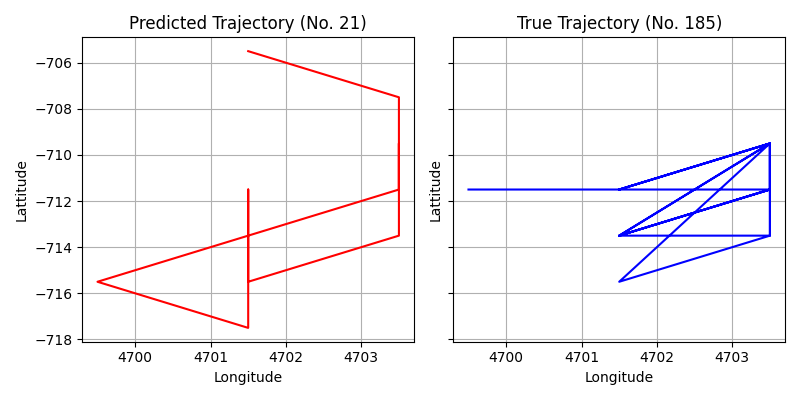 Predicted Trajectory (No. 21)
True Trajectory (No. 185)
−706
−708
−710
−712
−714
−716
−718
Lattitude
4700
4701
4702
4703
Longitude
Lattitude
4700
4701
4702
4703
Longitude